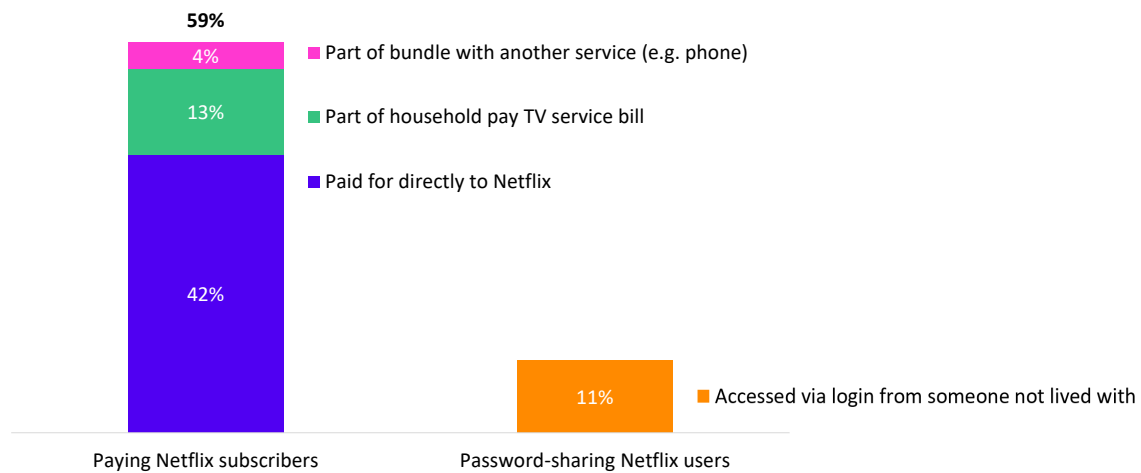 59%
4%
Part of bundle with another service (e.g. phone)
13%
Part of household pay TV service bill
Paid for directly to Netflix
42%
11%
Accessed via login from someone not lived with
Paying Netflix subscribers
Password-sharing Netflix users